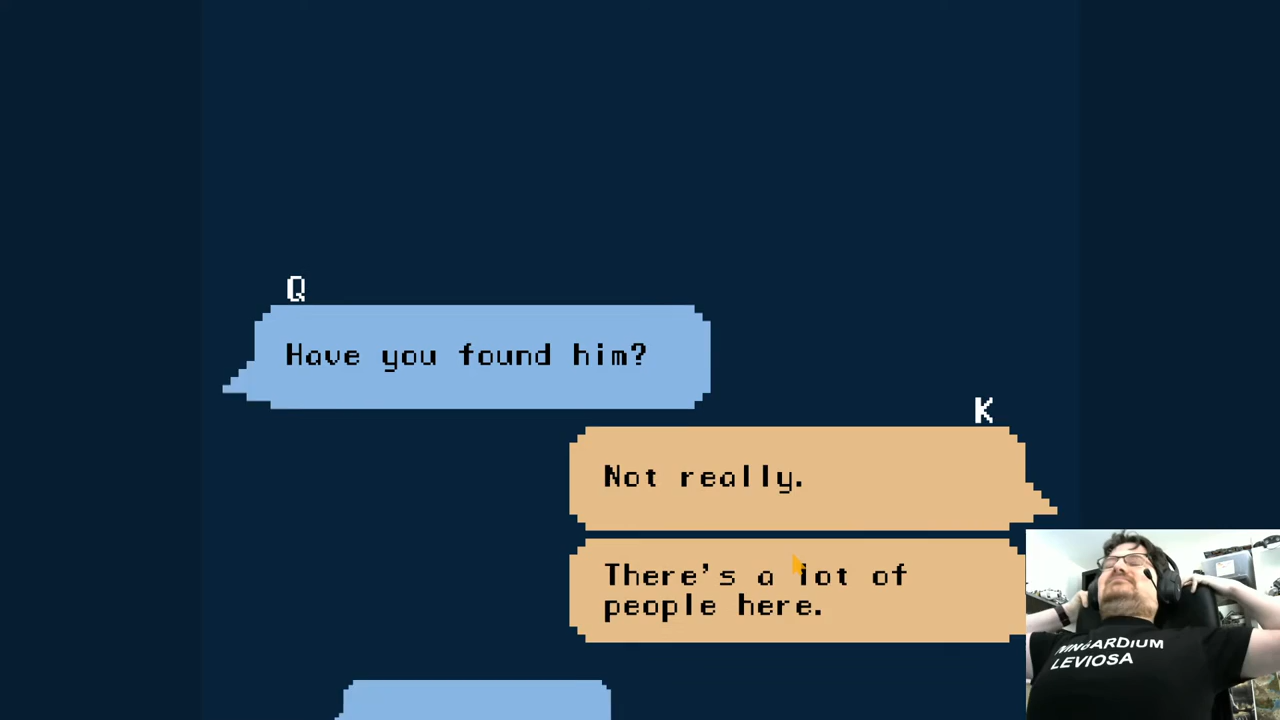 Q
Have you found him?
K
Not really.
There's a lot of
people here.
LEVIOSA